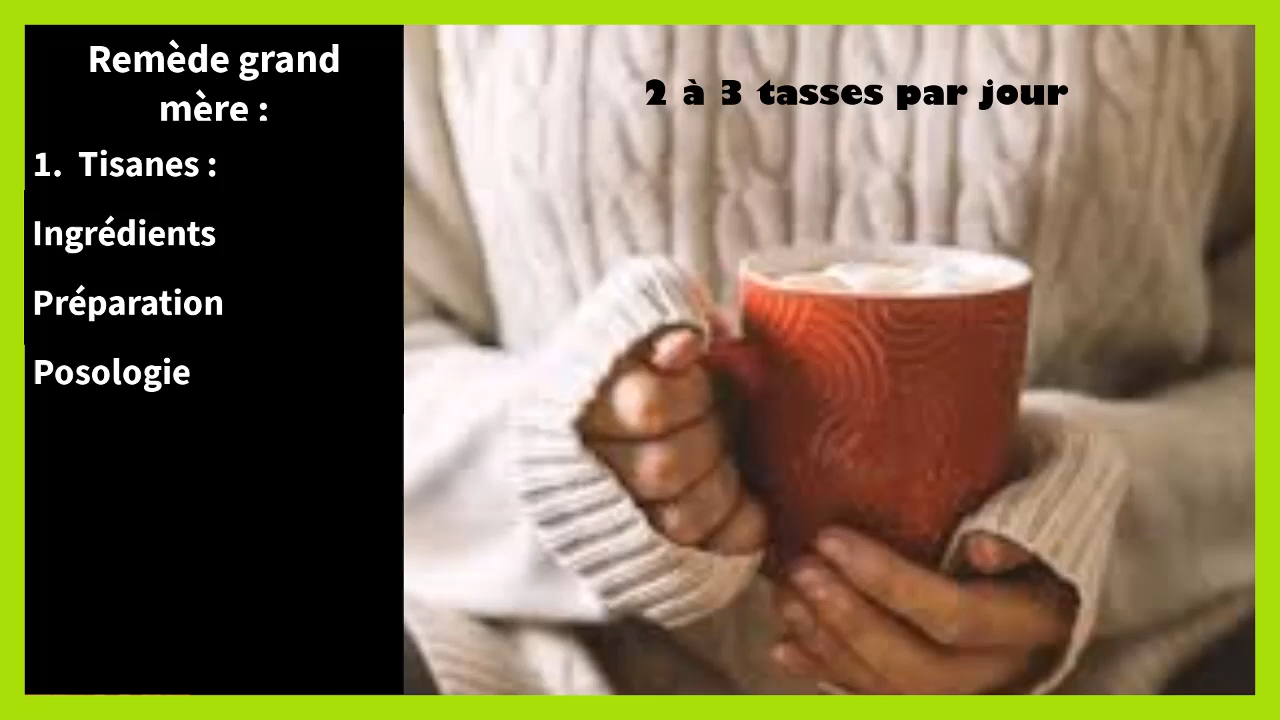 Remède grand
mère :
1. Tisanes :
Ingrédients
Préparation
Posologie
2 à 3 tasses par jour